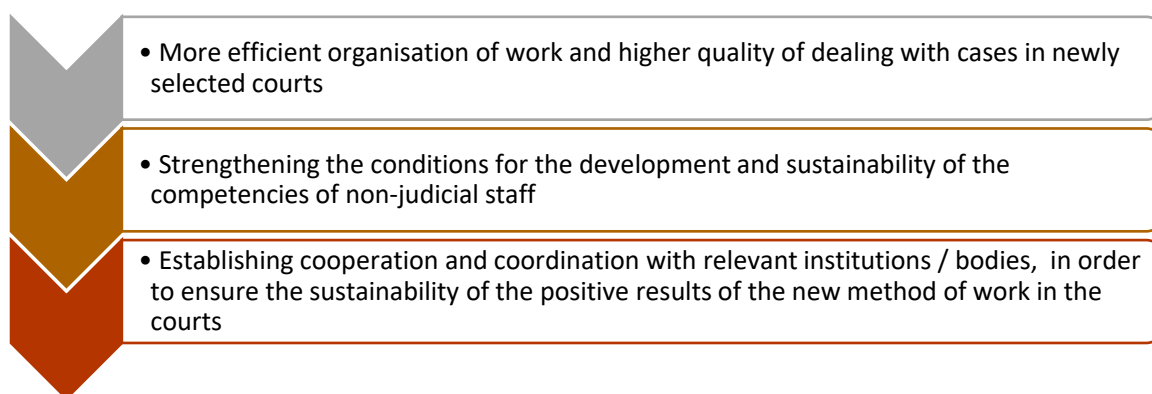 • More efficient organisation of work and higher quality of dealing with cases in newly
selected courts
• Strengthening the conditions for the development and sustainability of the
competencies of non-judicial staff
• Establishing cooperation and coordination with relevant institutions / bodies, in order
to ensure the sustainability of the positive results of the new method of work in the
courts